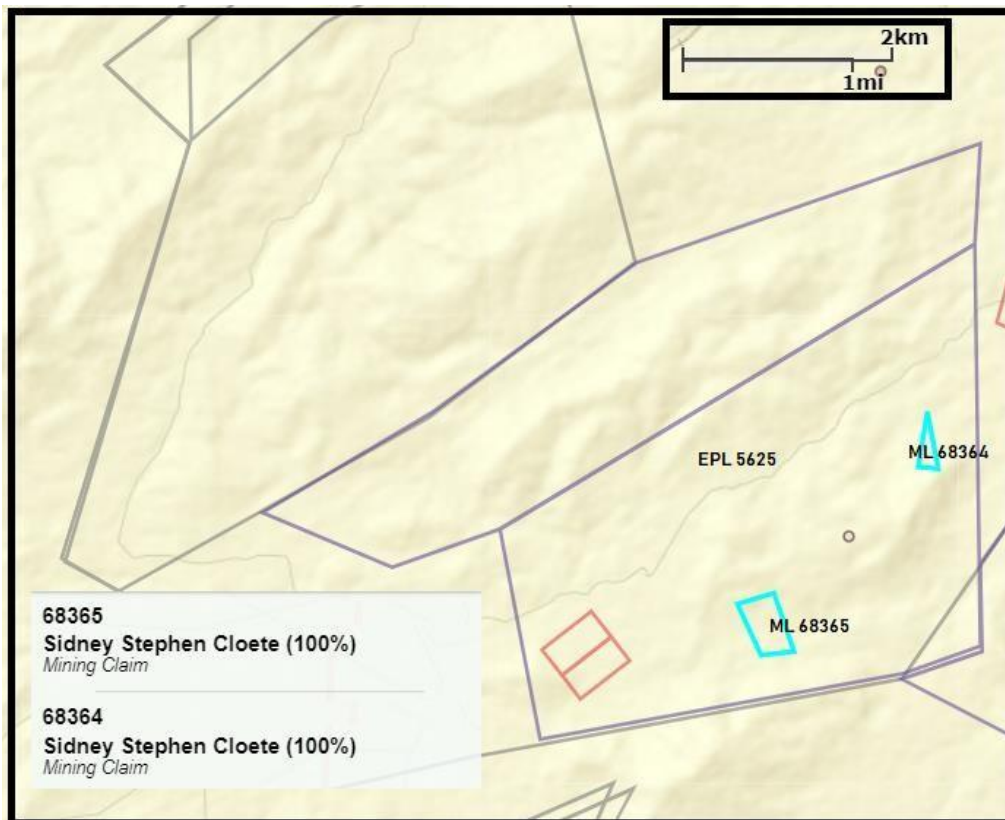 2km
1mi
EPL 5625
ML 68364
ML 68365
68365
Sidney Stephen Cloete (100%)
Mining Claim
68364
Sidney Stephen Cloete (100%)
Mining Claim